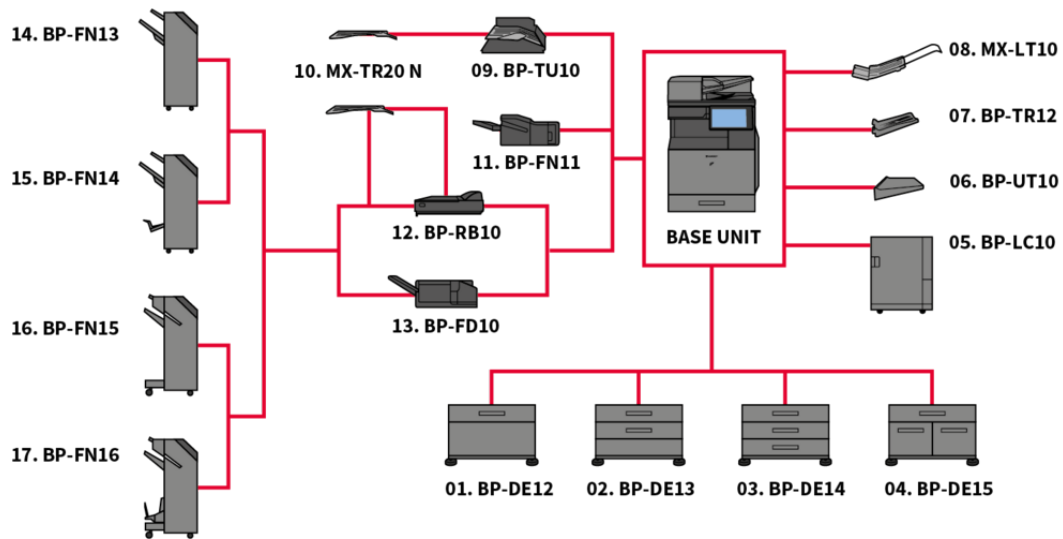 14. BP-FN13
10. MX-TR20 N
09. BP-TU10
08. MX-LT10
07. BP-TR12
11. BP-FN11
15. BP-FN14
06. BP-UT10
12. BP-RB10
BASE UNIT
05. BP-LC10
16. BP-FN15
13. BP-FD10
17. BP-FN16
01. BP-DE12
02. BP-DE13
03. BP-DE14
04. BP-DE15